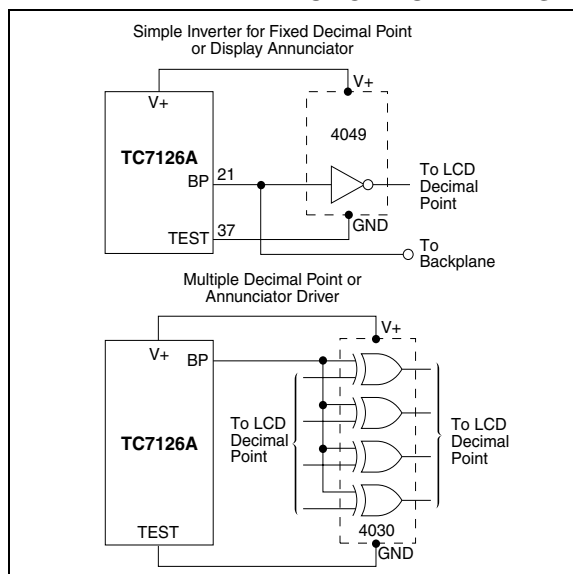 Simple Inverter for Fixed Decimal Point
or Display Annunciator
V+
V+
4049
TC7126A
BP
21
To LCD
Decimal
Point
TEST
37
GND
To
Backplane
Multiple Decimal Point or
Annunciator Driver
V+
V+
BP
To LCD
Decimal
Point
To LCD
Decimal
Point
TC7126A
TEST
4030
GND